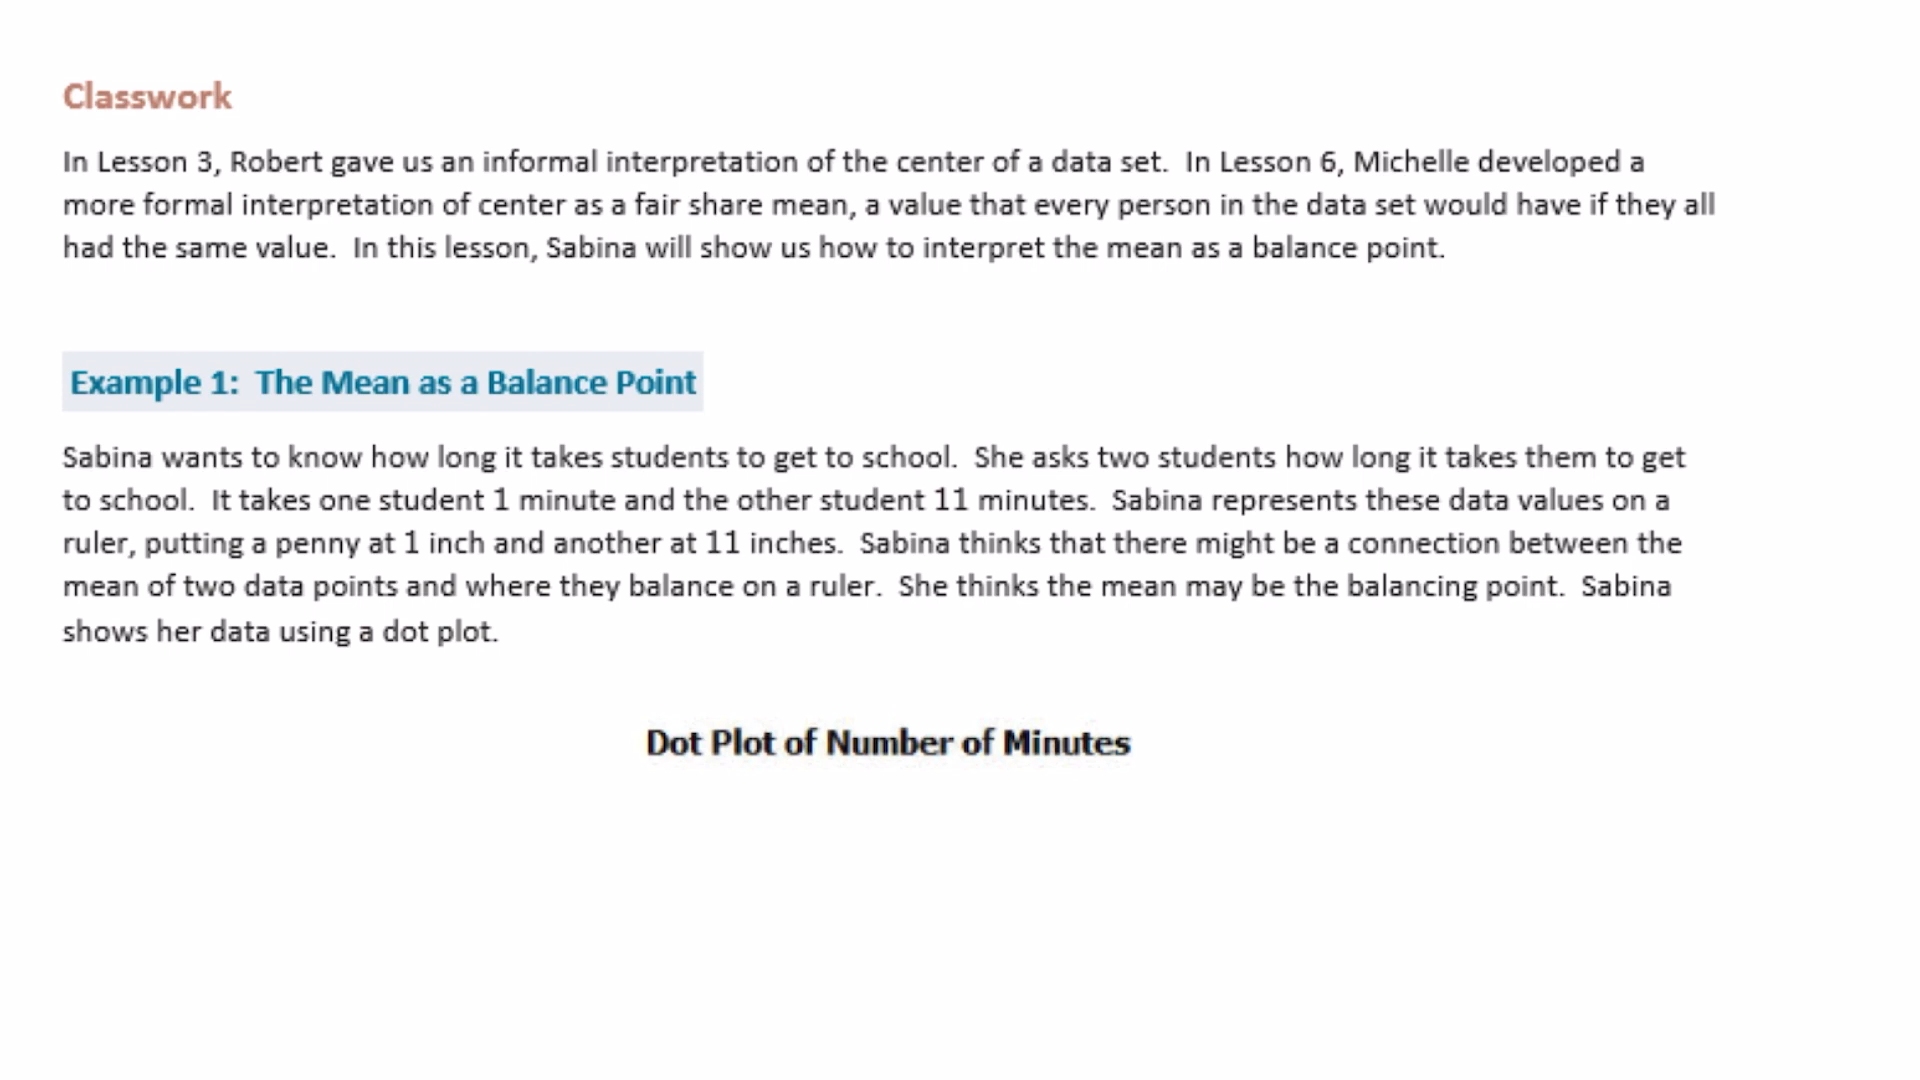 Classwork
In Lesson 3, Robert gave us an informal interpretation of the center of a data set.  In Lesson 6, Michelle developed a
more formal interpretation of center as a fair share mean, a value that every person in the data set would have if they all
had the same value.  In this lesson, Sabina will show us how to interpret the mean as a balance point.
Example 1:  The Mean as a Balance Point
Sabina wants to know how long it takes students to get to school.  She asks two students how long it takes them to get
to school.  It takes one student 1 minute and the other student 11 minutes.  Sabina represents these data values on a
ruler, putting a penny at 1 inch and another at 11 inches.  Sabina thinks that there might be a connection between the
mean of two data points and where they balance on a ruler.  She thinks the mean may be the balancing point.  Sabina
shows her data using a dot plot.
Dot Plot of Number of Minutes